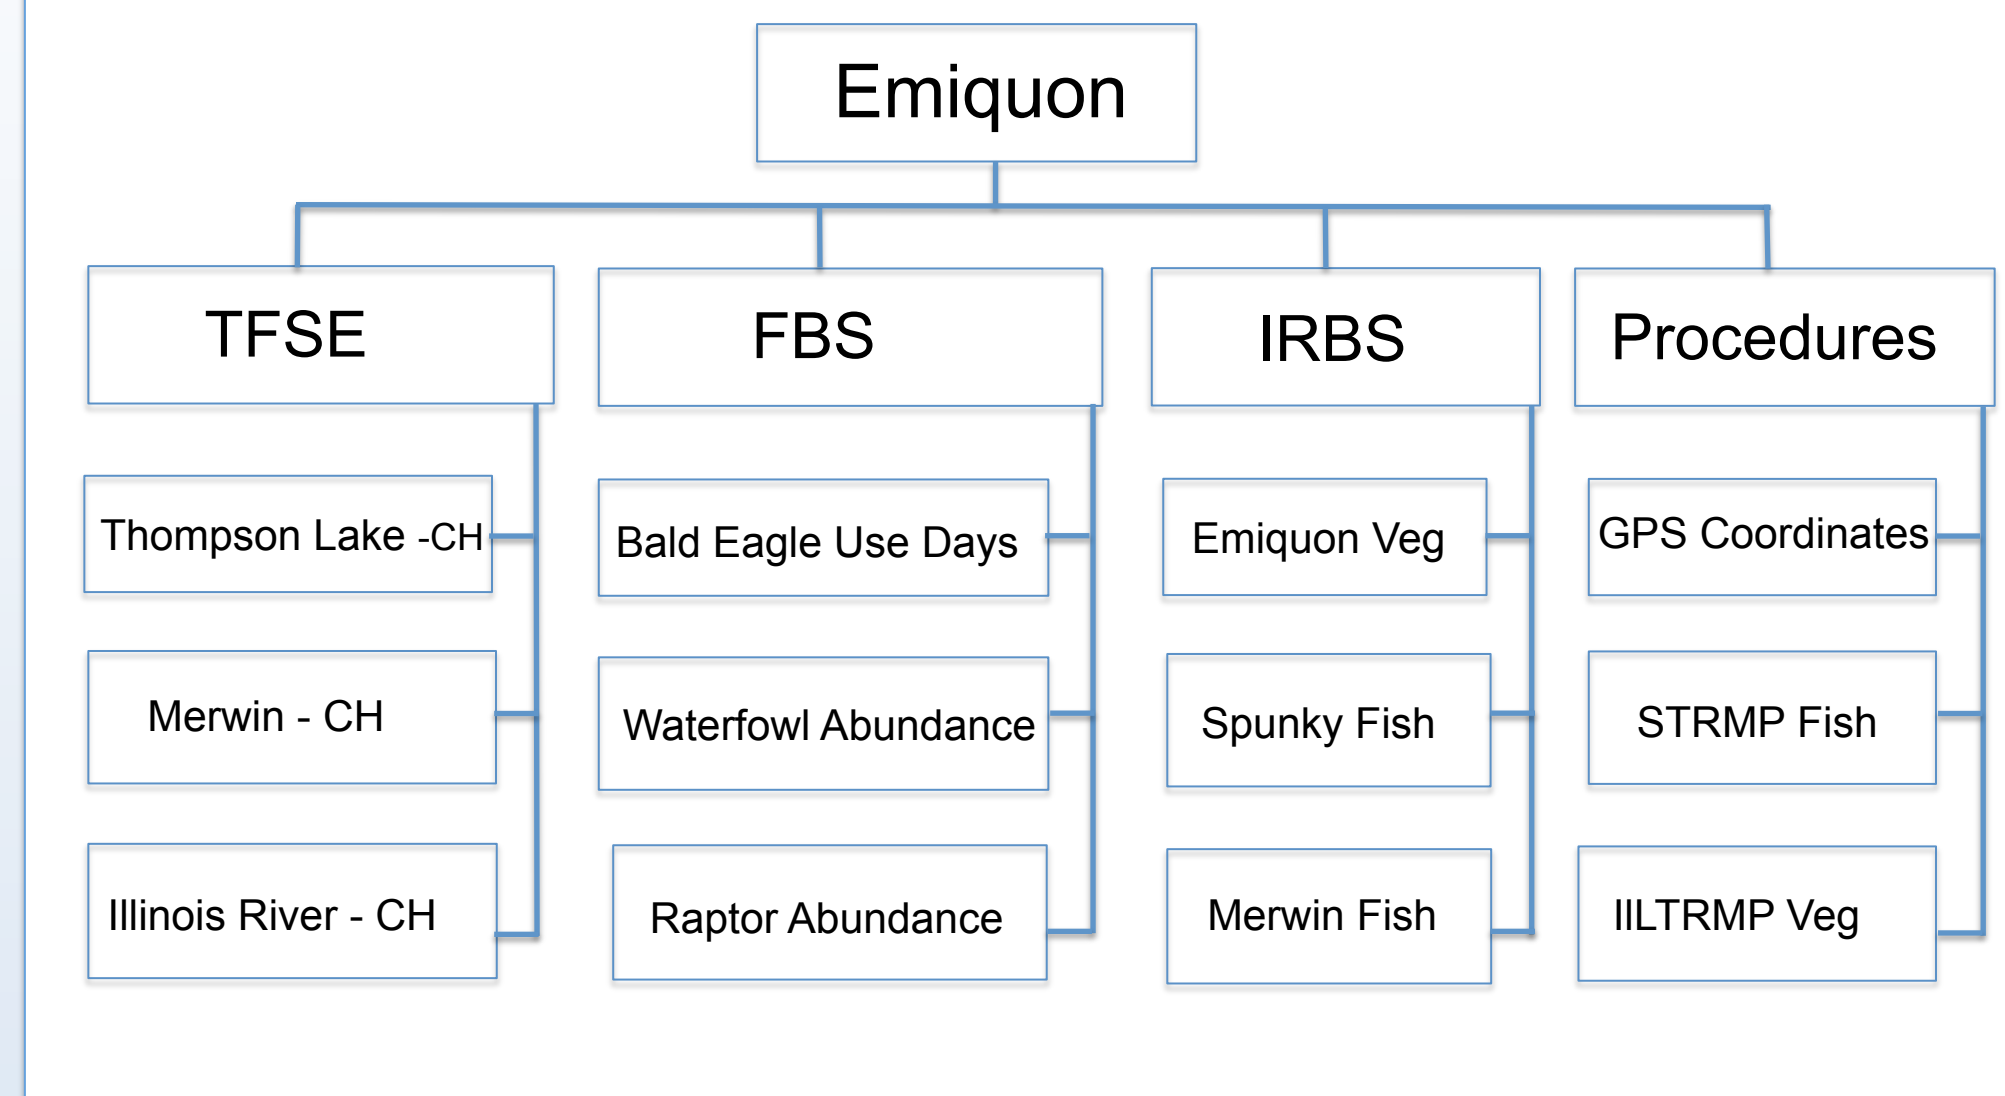 Emiquon
TFSE
FBS
IRBS
Procedures
Thompson Lake -CH
Bald Eagle Use Days
Emiquon Veg
GPS Coordinates
Merwin - CH
Waterfowl Abundance
Spunky Fish
STRMP Fish
Illinois River - CH
Raptor Abundance
Merwin Fish
IILTRMP Veg